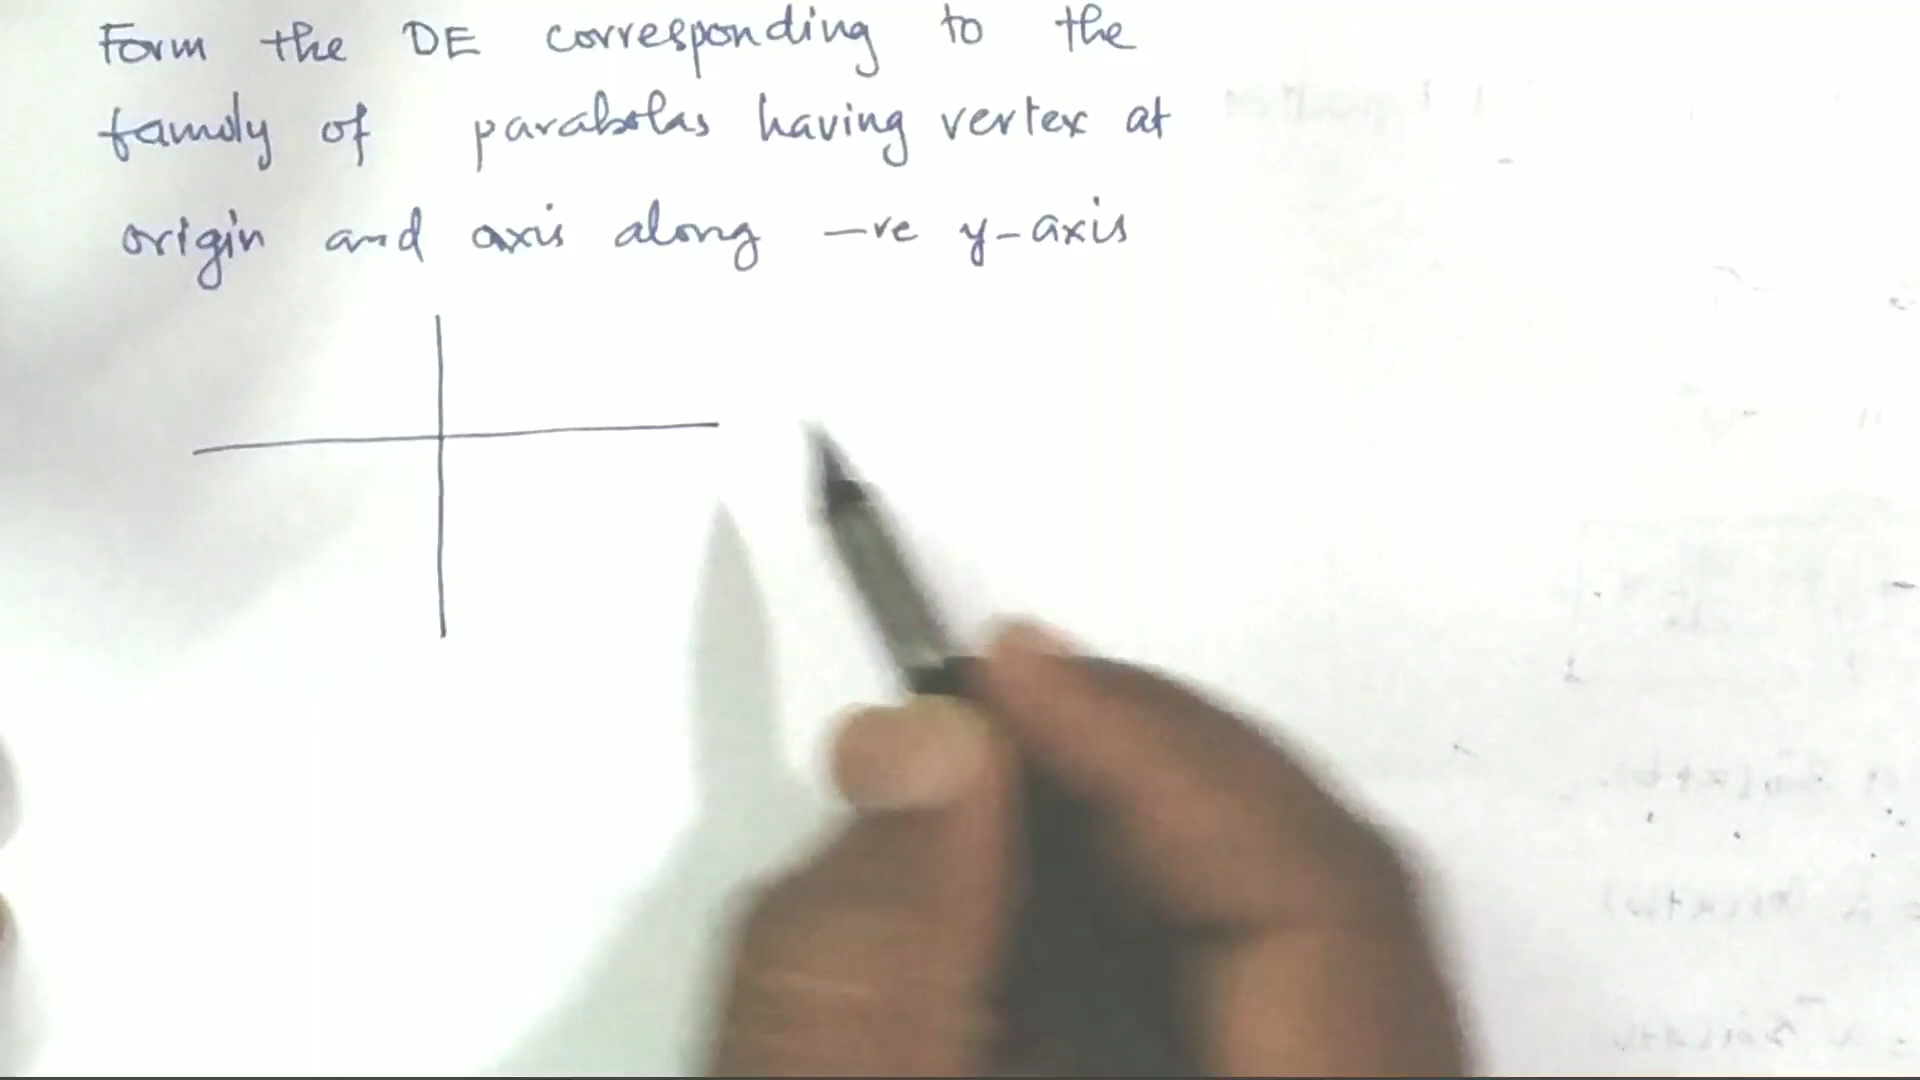 Form the DE corresponding to the
family of parabolas having vertex at
origin and axis along -ve y-axis